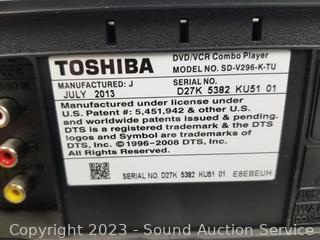 DVD/VCR Combo Player
TOSHIBA
MODEL NO. SD-V296-K-TU
MANUFACTURED: J
SERIAL NO.
JULY 2013
D27K 5382 KU51 01
Manufactured under license under
U.S. Patent #: 5,451,942 & other U.S.
and worldwide patents issued & pending.
DTS is a registered trademark & the DTS
logos and Symbol are trademarks of
DTS, Inc. ©1996-2008 DTS, Inc.
All Rights Reserved.
SERIAL NO. D27K 5382 KU51 01 E8EBEUH
VCR
Copyright 2023 - Sound Auction Service